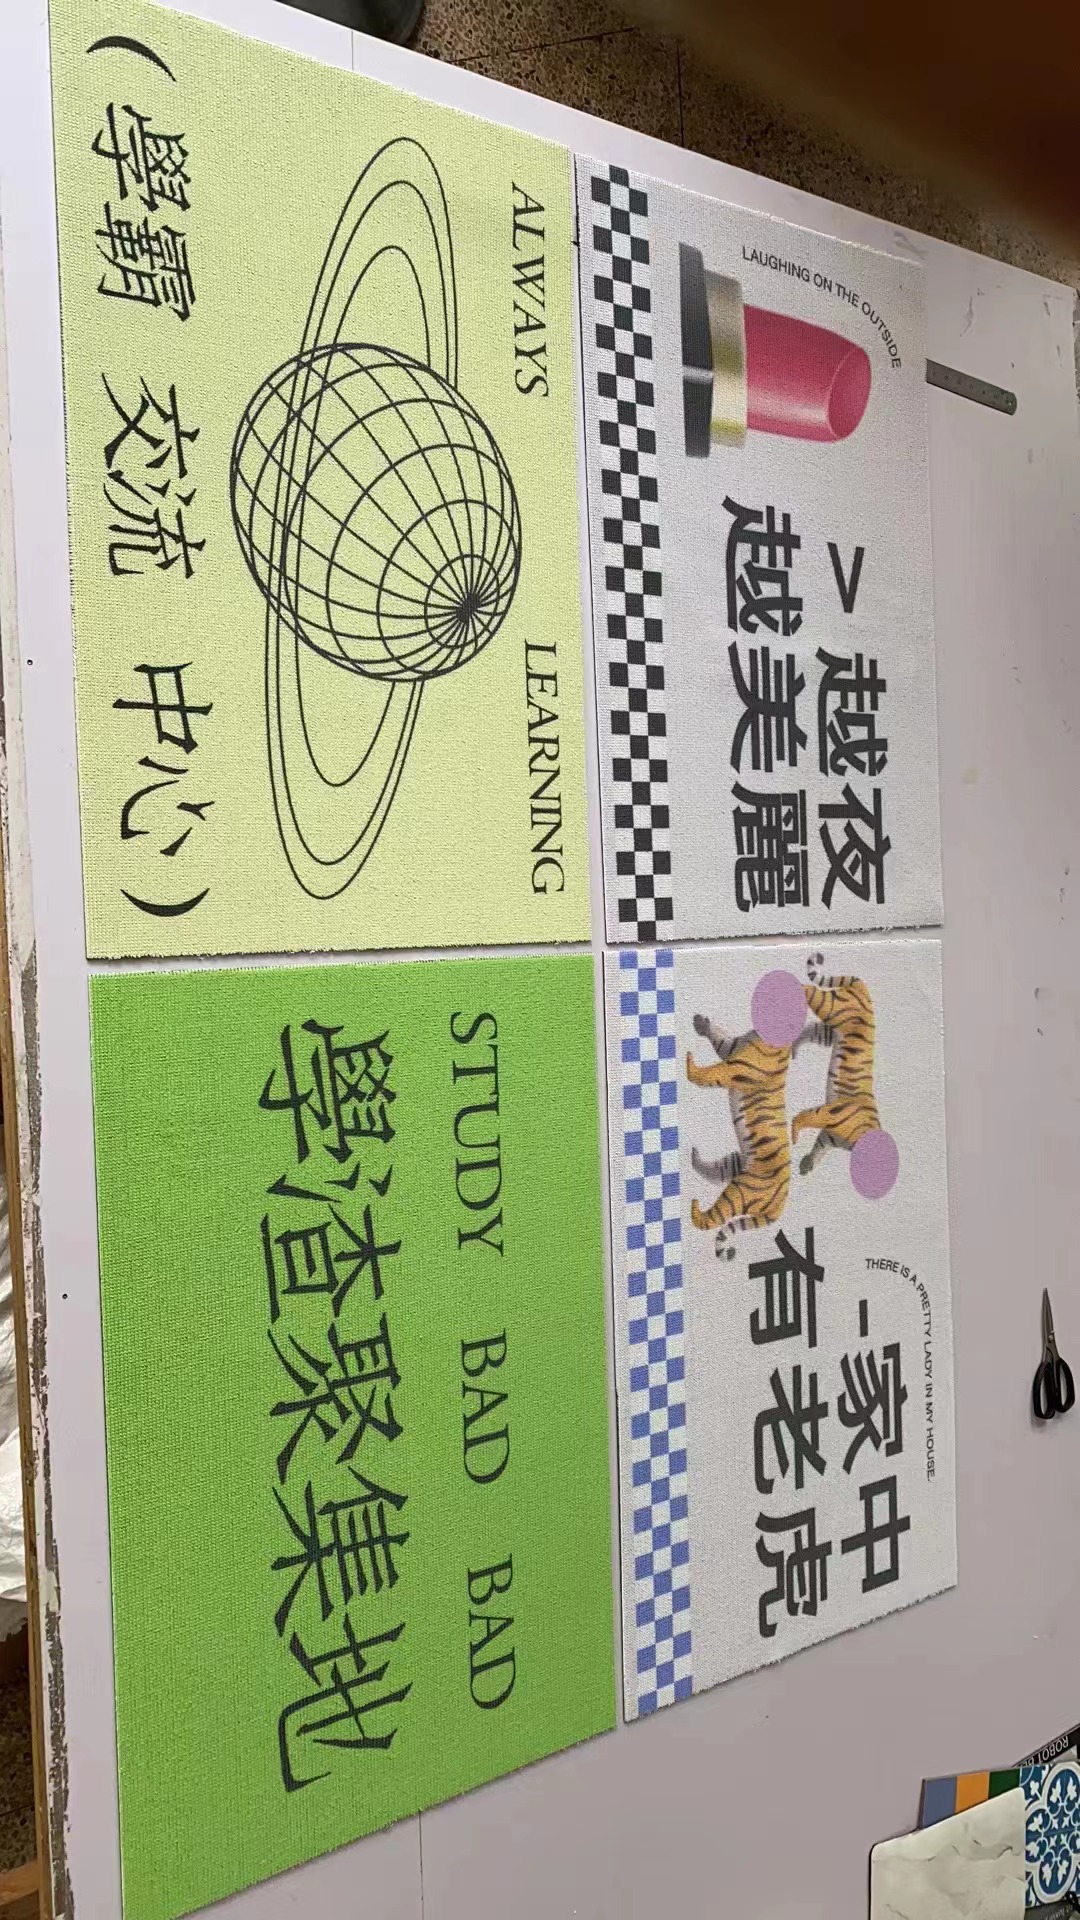 LAUGHING ON THE OUTSIDE
> 越夜
越美麗
THERE IS A PRETTY LADY IN MY HOUSE.
-家中
有老虎
ALWAYS LEARNING
(學霸 交流 中心)
STUDY BAD BAD
學渣聚集地